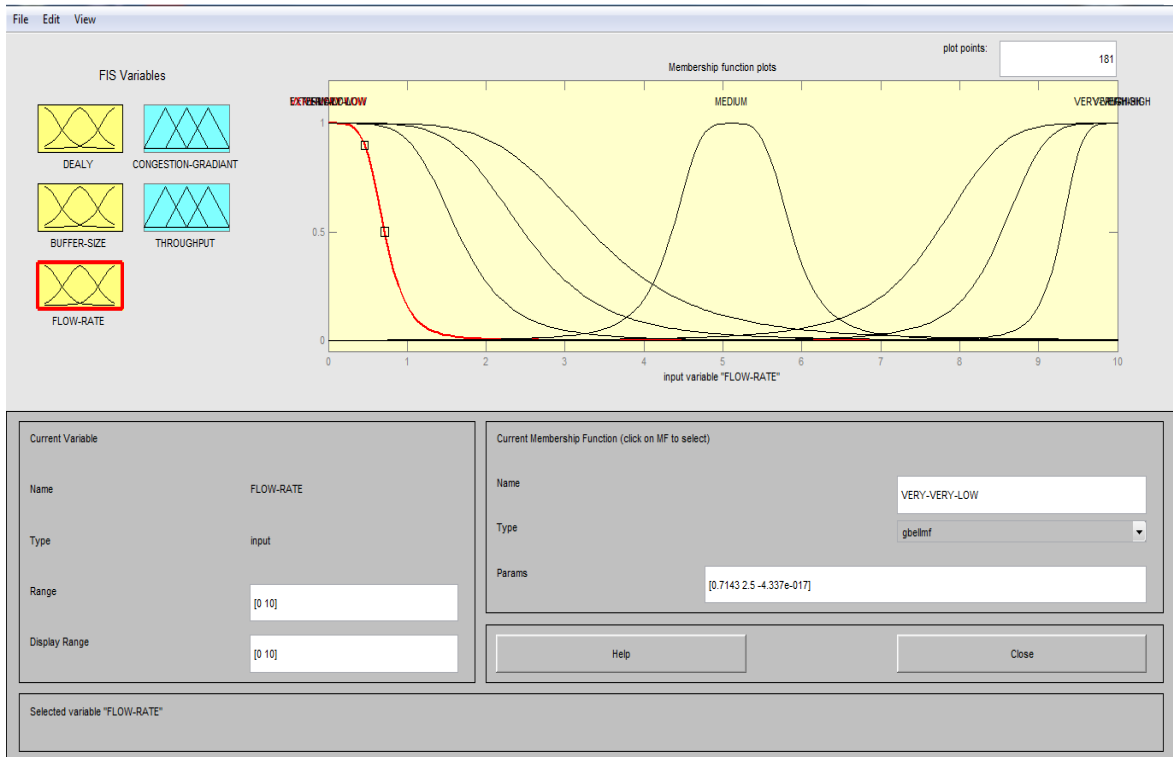 File Edit View
plot points:
181
FIS Variables
Membership function plots
MEDIUM
DEALY
CONGESTION-GRADIANT
BUFFER-SIZE
THROUGHPUT
FLOW-RATE
1
0.5
0
0 1 2 3 4 5 6 7 8 9 10
input variable "FLOW-RATE"
Current Variable
Name FLOW-RATE
Type input
Range [0 10]
Display Range [0 10]
Current Membership Function (click on MF to select)
Name VERY-VERY-LOW
Type gbellmf
Params [0.7143 2.5 -4.337e-017]
Help Close
Selected variable "FLOW-RATE"